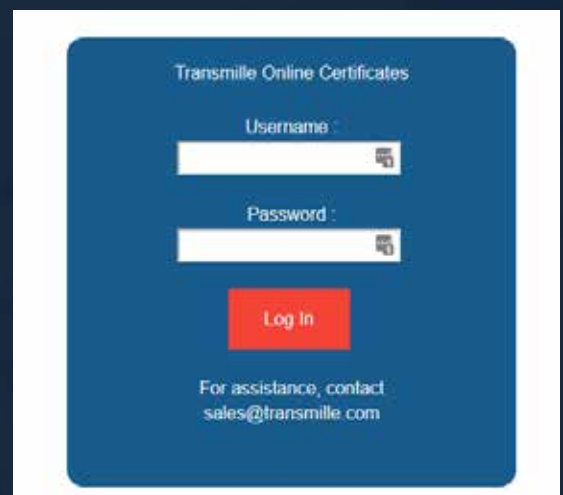 Transmille Online Certificates
Username :
Password :
Log In
For assistance, contact
sales@transmille.com